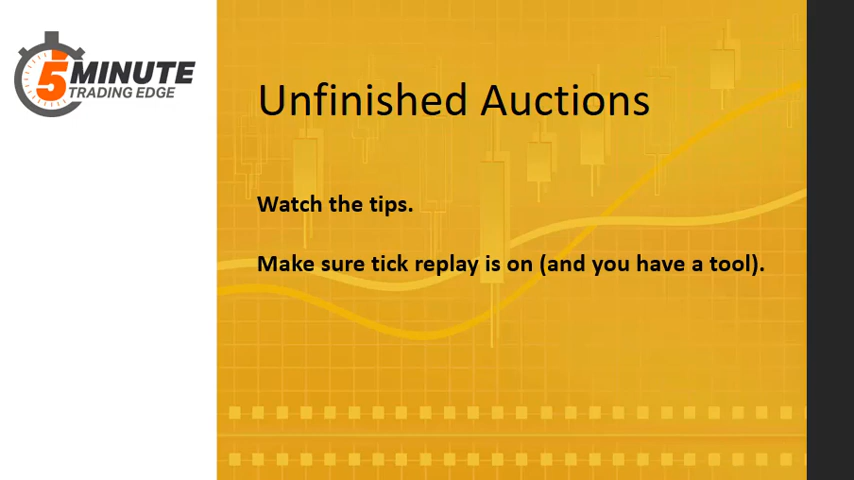 5 MINUTE
TRADING EDGE
Unfinished Auctions
Watch the tips.
Make sure tick replay is on (and you have a tool).